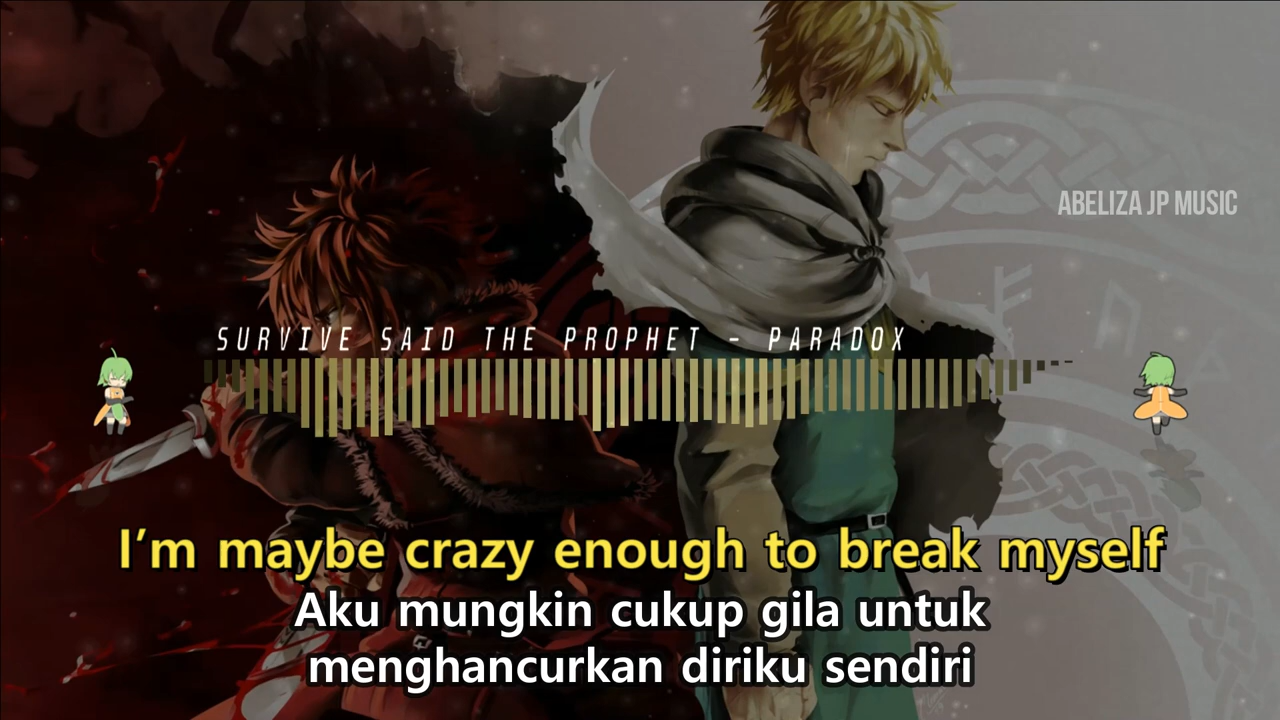 ABELIZA JP MUSIC
SURVIVE SAID THE PROPHET - PARADOX
I'm maybe crazy enough to break myself
Aku mungkin cukup gila untuk
menghancurkan diriku sendiri